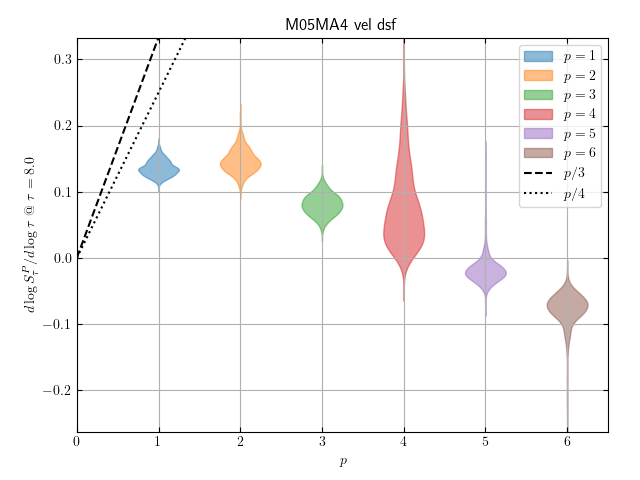 M05MA4 vel dsf
d log S_τ^P / d log τ @ τ = 8.0
0.3
0.2
0.1
0.0
−0.1
−0.2
0 1 2 3 4 5 6
p
p = 1
p = 2
p = 3
p = 4
p = 5
p = 6
p/3
p/4